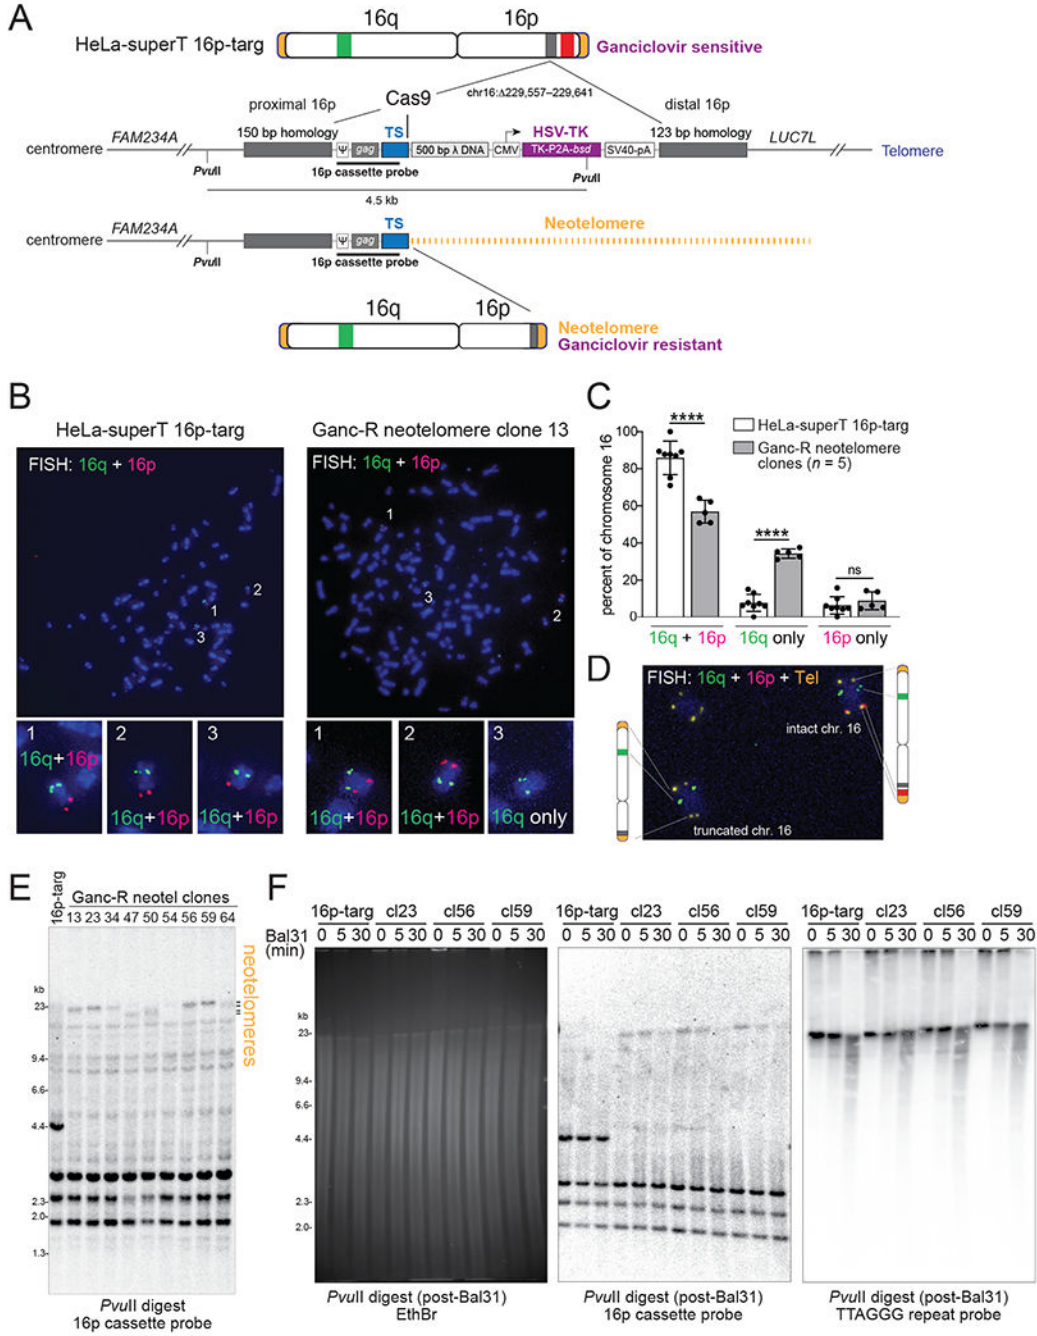 A
16q 16p
HeLa-superT 16p-targ
Ganciclovir sensitive
chr16:Δ229,557–229,641
proximal 16p
Cas9
distal 16p
FAM234A
150 bp homology
TS
HSV-TK
123 bp homology
LUC7L
centromere
Ψ gag 500 bp λ DNA CMV TK-P2A-bsd SV40-pA
Telomere
PvuII
16p cassette probe
PvuII
4.5 kb
FAM234A
TS
Neotelomere
centromere
Ψ gag
PvuII
16p cassette probe
16q 16p
Neotelomere
Ganciclovir resistant
B
HeLa-superT 16p-targ
Ganc-R neotelomere clone 13
FISH: 16q + 16p
1
2
3
FISH: 16q + 16p
1
3
2
1
16q+16p
2
16q+16p
3
16q+16p
1
16q+16p
2
16q+16p
3
16q only
C
percent of chromosome 16
100
80
60
40
20
0
****
****
ns
HeLa-superT 16p-targ
Ganc-R neotelomere
clones (n = 5)
16q + 16p
16q only
16p only
D
FISH: 16q + 16p + Tel
intact chr. 16
truncated chr. 16
E
16p-targ
Ganc-R neotel clones
13 23 34 47 50 54 56 59 64
kb
23-
9.4-
6.6-
4.4-
2.3-
2.0-
1.3-
neotelomeres
PvuII digest
16p cassette probe
F
16p-targ cl23 cl56 cl59
Bal31
(min)
0 5 30 0 5 30 0 5 30 0 5 30
kb
23-
9.4-
6.6-
4.4-
2.3-
2.0-
PvuII digest (post-Bal31)
EthBr
16p-targ cl23 cl56 cl59
0 5 30 0 5 30 0 5 30 0 5 30
PvuII digest (post-Bal31)
16p cassette probe
16p-targ cl23 cl56 cl59
0 5 30 0 5 30 0 5 30 0 5 30
PvuII digest (post-Bal31)
TTAGGG repeat probe